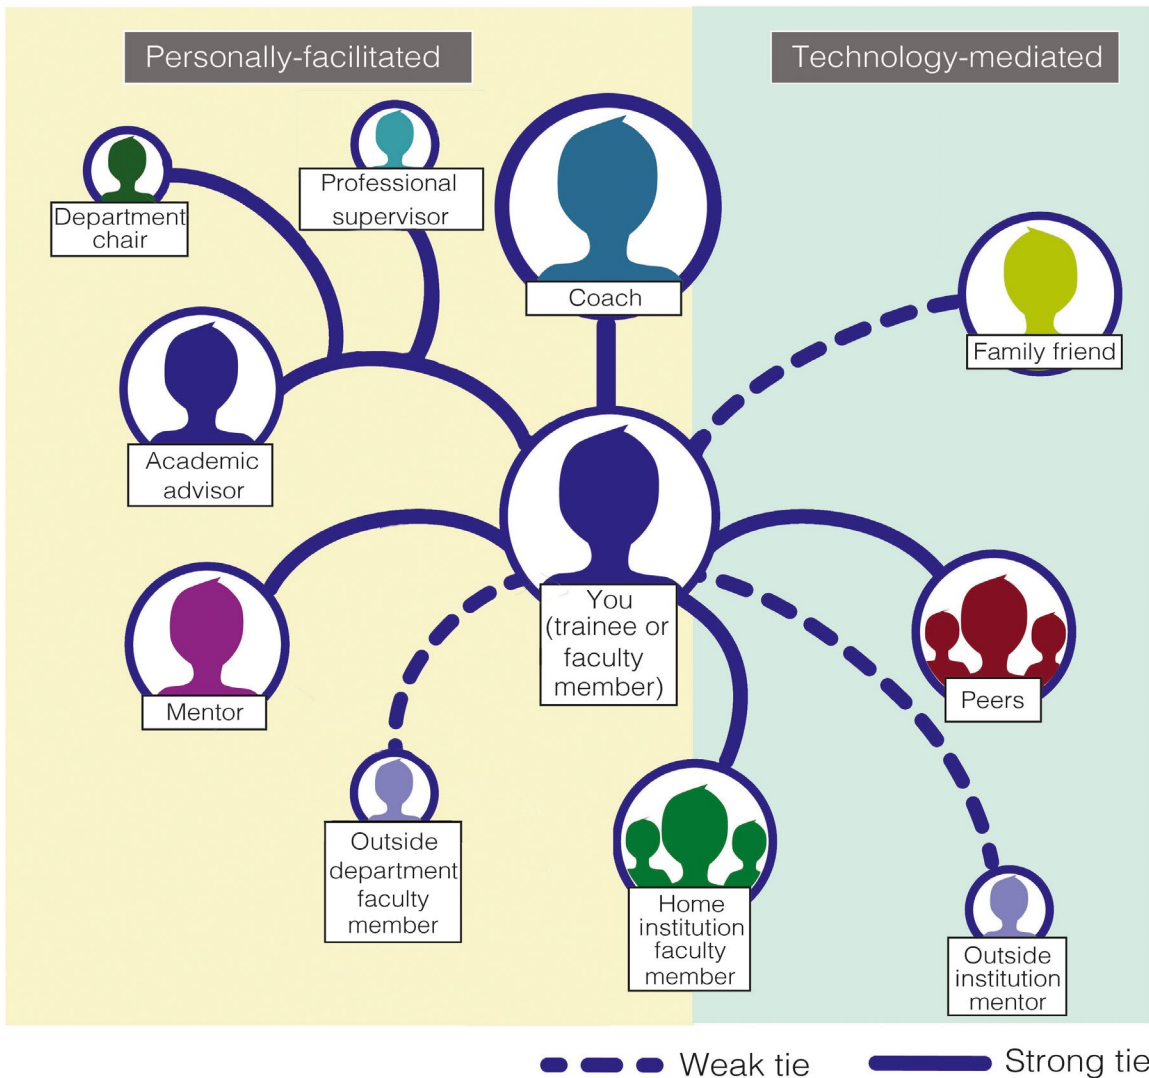 Personally-facilitated
Technology-mediated
Department
chair
Professional
supervisor
Coach
Family friend
Academic
advisor
You
(trainee or
faculty
member)
Mentor
Peers
Outside
department
faculty
member
Home
institution
faculty
member
Outside
institution
mentor
Weak tie
Strong tie